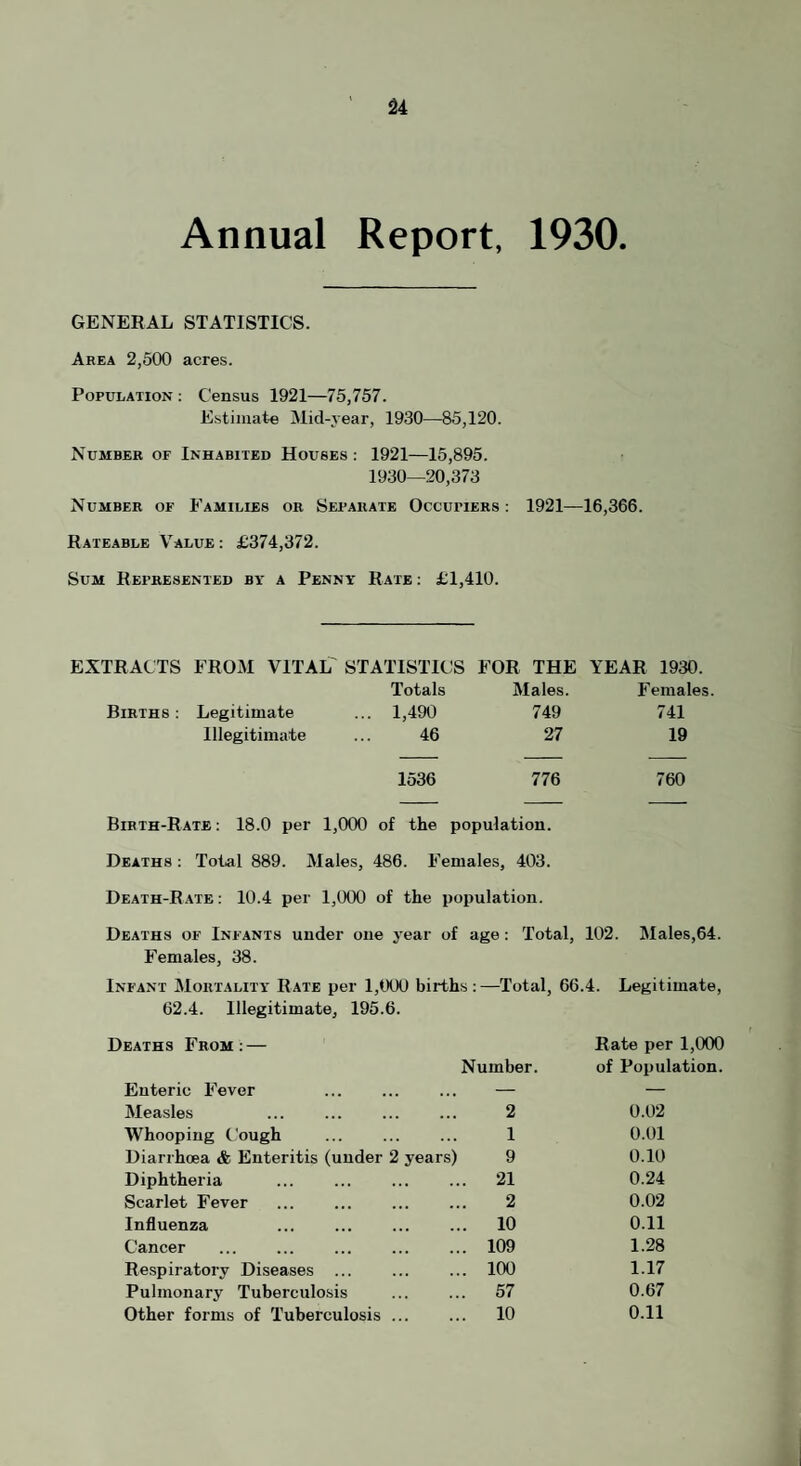 24
Annual Report, 1930.
GENERAL STATISTICS.
Area 2,500 acres.
Population : Census 1921—75,757.
Estimate Mid-year, 1930—85,120.
Number of Inhabited Houses : 1921—15,895.
1930—20,373
Number of Families or Separate Occupiers : 1921—16,366.
Rateable Value : £374,372.
Sum Represented by a Penny Rate : £1,410.
EXTRACTS FROM VITAL STATISTICS FOR THE YEAR 1930.
Totals Males. Females.
Births : Legitimate ... 1,490 749 741
Illegitimate ... 46 27 19
1536 776 760
Birth-Rate : 18.0 per 1,000 of the population.
Deaths : Total 889. Males, 486. Females, 403.
Death-Rate : 10.4 per 1,000 of the population.
Deaths of Infants under one year of age : Total, 102. Males,64.
Females, 38.
Infant Mortality Rate per 1,000 births :—Total, 66.4. Legitimate,
62.4. Illegitimate, 195.6.
Deaths From :— Rate per 1,000
Number. of Population.
Enteric Fever ... ... ... — —
Measles ... ... ... ... 2 0.02
Whooping Cough ... ... ... 1 0.01
Diarrhœa & Enteritis (under 2 years) 9 0.10
Diphtheria ... ... ... ... 21 0.24
Scarlet Fever ... ... ... ... 2 0.02
Influenza ... ... ... ... 10 0.11
Cancer ... ... ... ... ... 109 1.28
Respiratory Diseases ... ... ... 100 1.17
Pulmonary Tuberculosis ... ... 57 0.67
Other forms of Tuberculosis ... ... 10 0.11